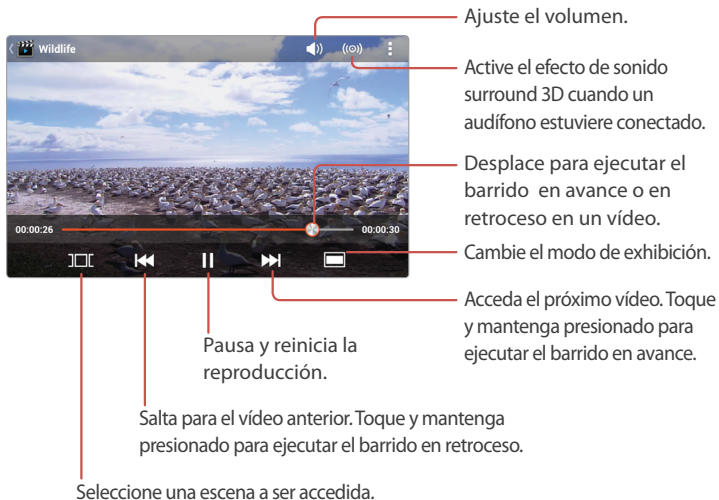 Ajuste el volumen.
Wildlife
Active el efecto de sonido
surround 3D cuando un
audífono estuviere conectado.
Desplace para ejecutar el
barrido en avance o en
retroceso en un vídeo.
00:00:26
00:00:30
Cambie el modo de exhibición.
Acceda el próximo vídeo. Toque
y mantenga presionado para
ejecutar el barrido en avance.
Pausa y reinicia la
reproducción.
Salta para el vídeo anterior. Toque y mantenga
presionado para ejecutar el barrido en retroceso.
Seleccione una escena a ser accedida.